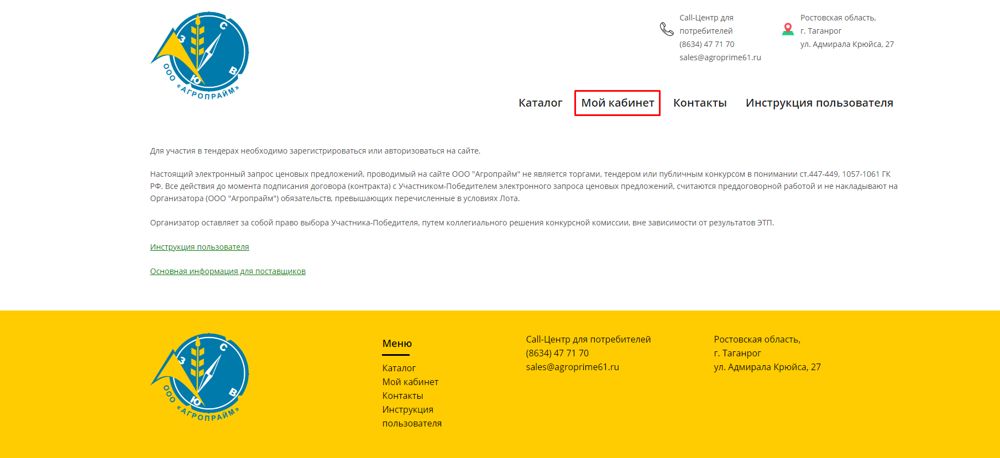 С
З
В
Ю
ООО «АГРОПРАЙМ»
Call-Центр для
потребителей
(8634) 47 71 70
sales@agroprime61.ru
Ростовская область,
г. Таганрог
ул. Адмирала Крюйса, 27
Каталог Мой кабинет Контакты Инструкция пользователя
Для участия в тендерах необходимо зарегистрироваться или авторизоваться на сайте.
Настоящий электронный запрос ценовых предложений, проводимый на сайте ООО "Агропрайм" не является торгами, тендером или публичным конкурсом в понимании ст.447-449, 1057-1061 ГК
РФ. Все действия до момента подписания договора (контракта) с Участником-Победителем электронного запроса ценовых предложений, считаются преддоговорной работой и не накладывают на
Организатора (ООО "Агропрайм") обязательств, превышающих перечисленные в условиях Лота.
Организатор оставляет за собой право выбора Участника-Победителя, путем коллегиального решения конкурсной комиссии, вне зависимости от результатов ЭТП.
Инструкция пользователя
Основная информация для поставщиков
С
З
В
Ю
ООО «АГРОПРАЙМ»
Меню
Каталог
Мой кабинет
Контакты
Инструкция
пользователя
Call-Центр для потребителей
(8634) 47 71 70
sales@agroprime61.ru
Ростовская область,
г. Таганрог
ул. Адмирала Крюйса, 27